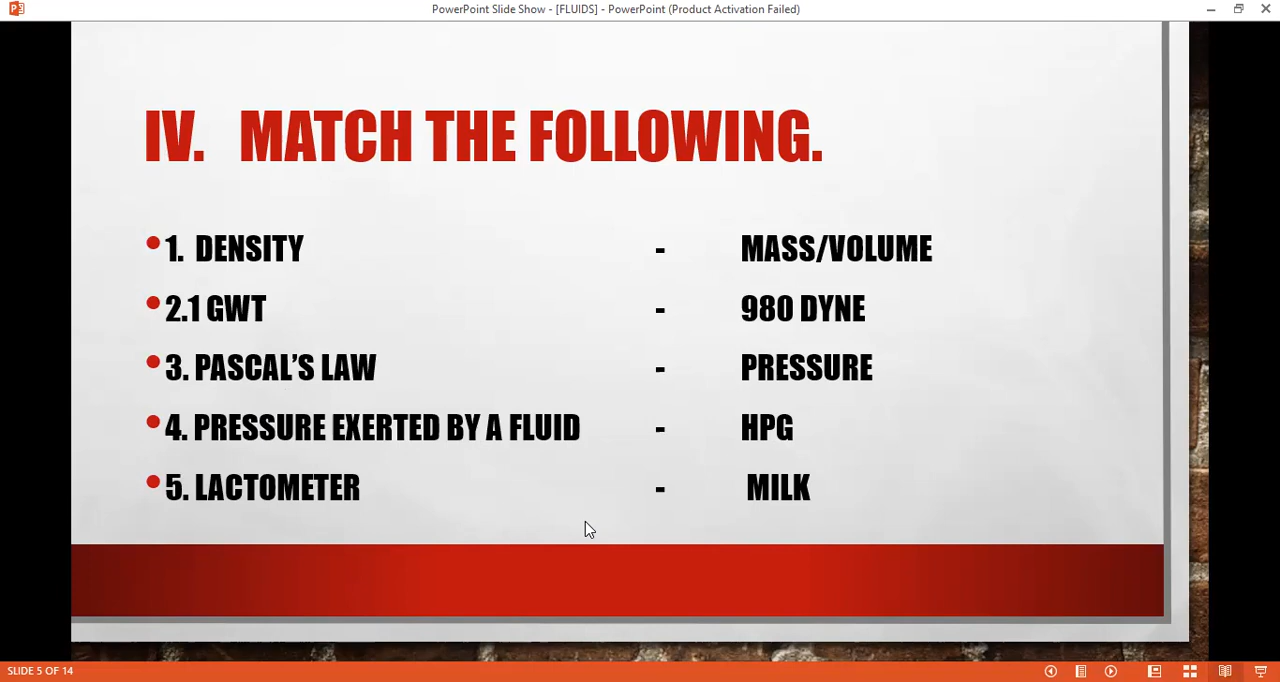 PowerPoint Slide Show - [FLUIDS] - PowerPoint (Product Activation Failed)
IV. MATCH THE FOLLOWING.
• 1. DENSITY - MASS/VOLUME
• 2.1 GWT - 980 DYNE
• 3. PASCAL'S LAW - PRESSURE
• 4. PRESSURE EXERTED BY A FLUID - HPG
• 5. LACTOMETER - MILK
SLIDE 5 OF 14